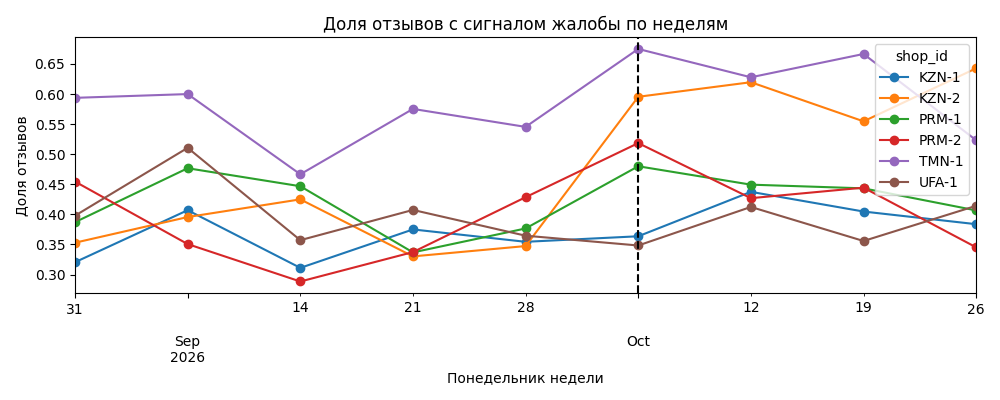 Доля отзывов с сигналом жалобы по неделям
Доля отзывов
0.65
0.60
0.55
0.50
0.45
0.40
0.35
0.30
shop_id
KZN-1
KZN-2
PRM-1
PRM-2
TMN-1
UFA-1
31 14 21 28 12 19 26
Sep Oct
2026
Понедельник недели